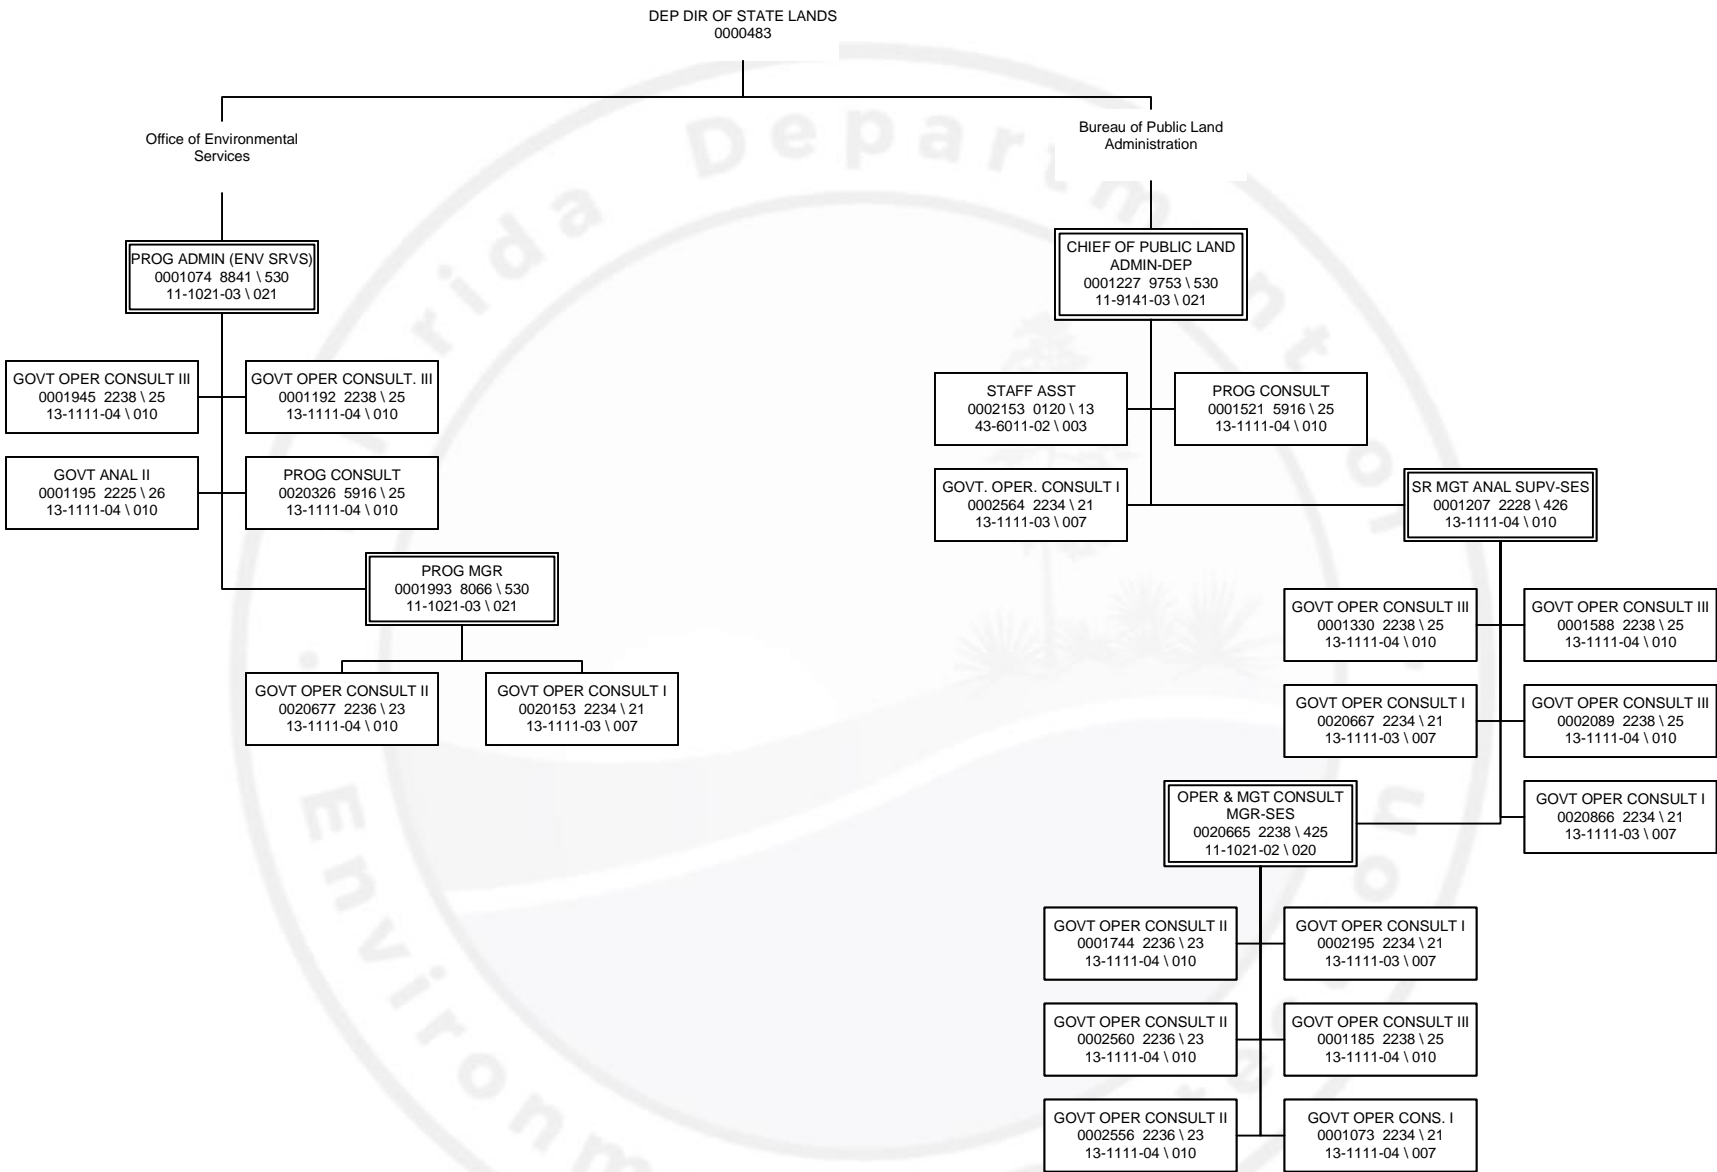 DEP DIR OF STATE LANDS
0000483
Office of Environmental
Services
Bureau of Public Land
Administration
PROG ADMIN (ENV SRVS)
0001074 8841 \ 530
11-1021-03 \ 021
CHIEF OF PUBLIC LAND
ADMIN-DEP
0001227 9753 \ 530
11-9141-03 \ 021
GOVT OPER CONSULT III
0001945 2238 \ 25
13-1111-04 \ 010
GOVT OPER CONSULT. III
0001192 2238 \ 25
13-1111-04 \ 010
GOVT ANAL II
0001195 2225 \ 26
13-1111-04 \ 010
PROG CONSULT
0020326 5916 \ 25
13-1111-04 \ 010
PROG MGR
0001993 8066 \ 530
11-1021-03 \ 021
GOVT OPER CONSULT II
0020677 2236 \ 23
13-1111-04 \ 010
GOVT OPER CONSULT I
0020153 2234 \ 21
13-1111-03 \ 007
STAFF ASST
0002153 0120 \ 13
43-6011-02 \ 003
PROG CONSULT
0001521 5916 \ 25
13-1111-04 \ 010
GOVT. OPER. CONSULT I
0002564 2234 \ 21
13-1111-03 \ 007
SR MGT ANAL SUPV-SES
0001207 2228 \ 426
13-1111-04 \ 010
GOVT OPER CONSULT III
0001330 2238 \ 25
13-1111-04 \ 010
GOVT OPER CONSULT III
0001588 2238 \ 25
13-1111-04 \ 010
GOVT OPER CONSULT I
0020667 2234 \ 21
13-1111-03 \ 007
GOVT OPER CONSULT III
0002089 2238 \ 25
13-1111-04 \ 010
OPER & MGT CONSULT
MGR-SES
0020665 2238 \ 425
11-1021-02 \ 020
GOVT OPER CONSULT I
0020866 2234 \ 21
13-1111-03 \ 007
GOVT OPER CONSULT II
0001744 2236 \ 23
13-1111-04 \ 010
GOVT OPER CONSULT I
0002195 2234 \ 21
13-1111-03 \ 007
GOVT OPER CONSULT II
0002560 2236 \ 23
13-1111-04 \ 010
GOVT OPER CONSULT III
0001185 2238 \ 25
13-1111-04 \ 010
GOVT OPER CONSULT II
0002556 2236 \ 23
13-1111-04 \ 010
GOVT OPER CONS. I
0001073 2234 \ 21
13-1111-04 \ 007